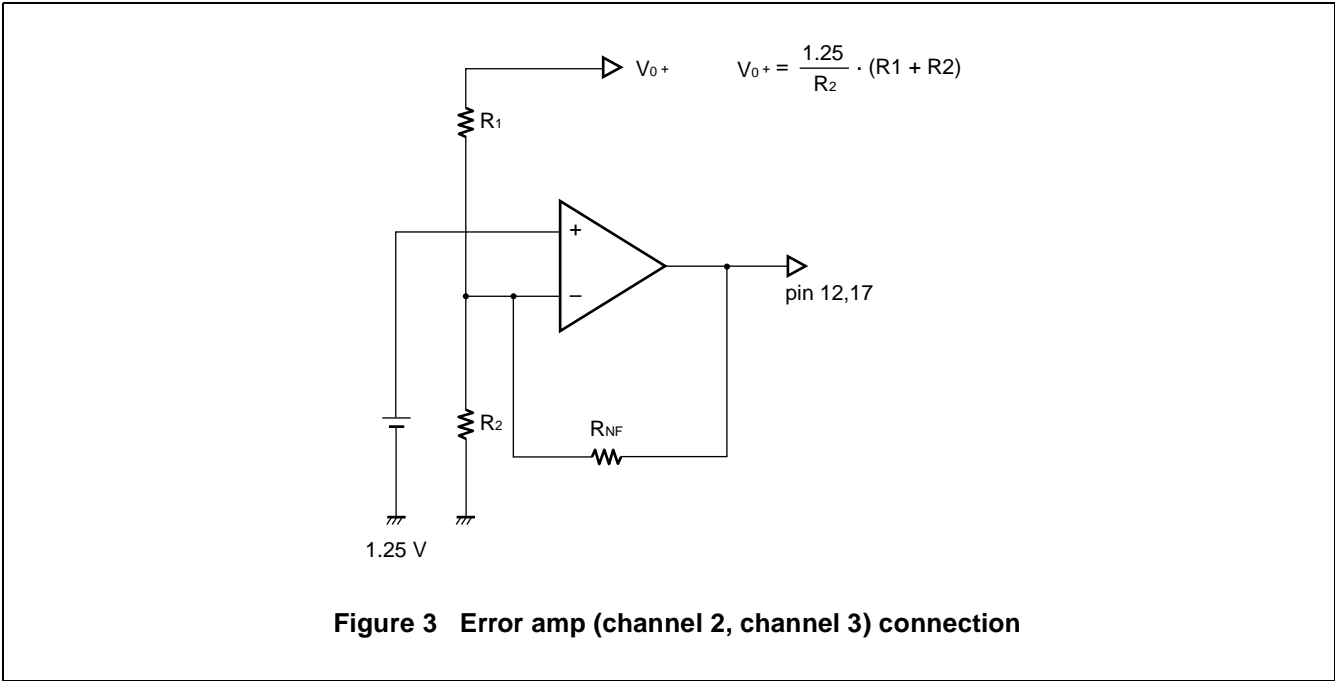 V0 +
V0 + = 1.25 / R2 · (R1 + R2)
R1
+
−
pin 12,17
R2
RNF
1.25 V
Figure 3 Error amp (channel 2, channel 3) connection